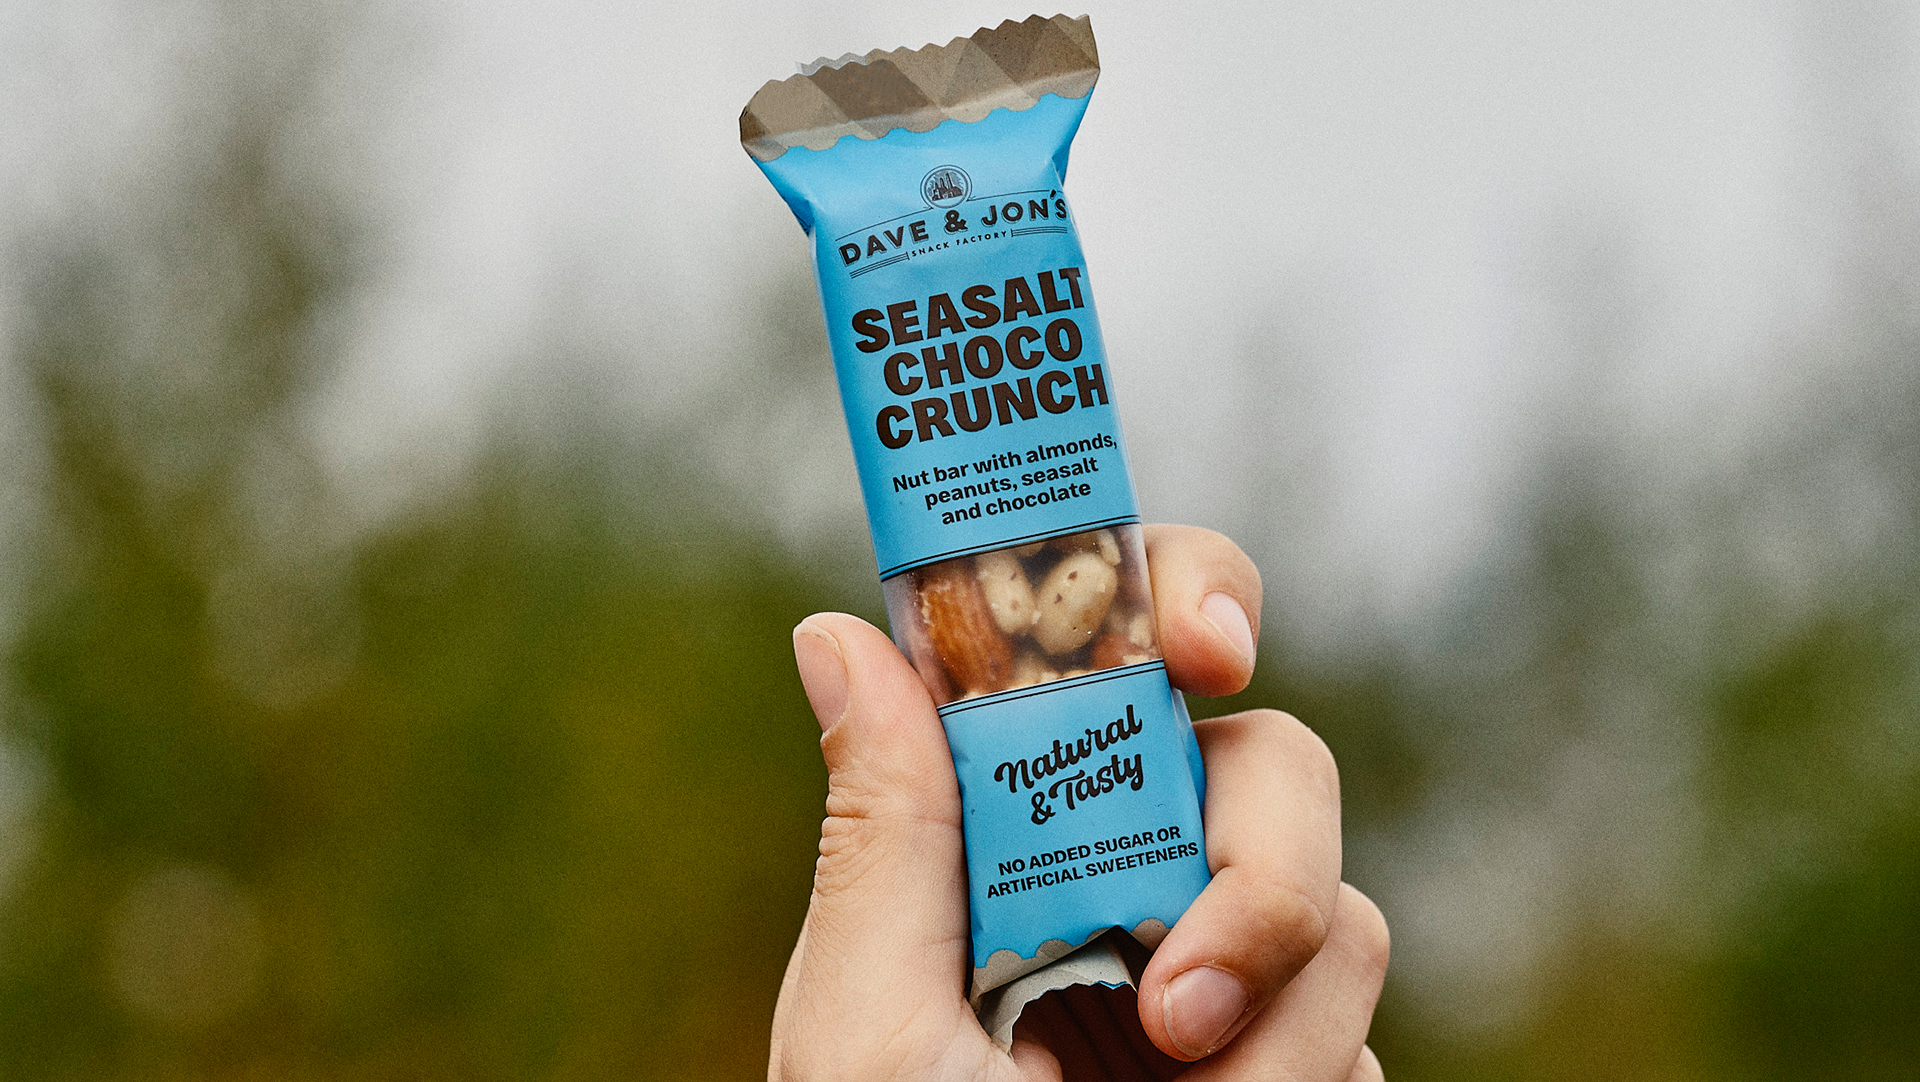 DAVE & JON'S
SNACK FACTORY
SEASALT
CHOCO
CRUNCH
Nut bar with almonds,
peanuts, seasalt
and chocolate
Natural
& Tasty
NO ADDED SUGAR OR
ARTIFICIAL SWEETENERS